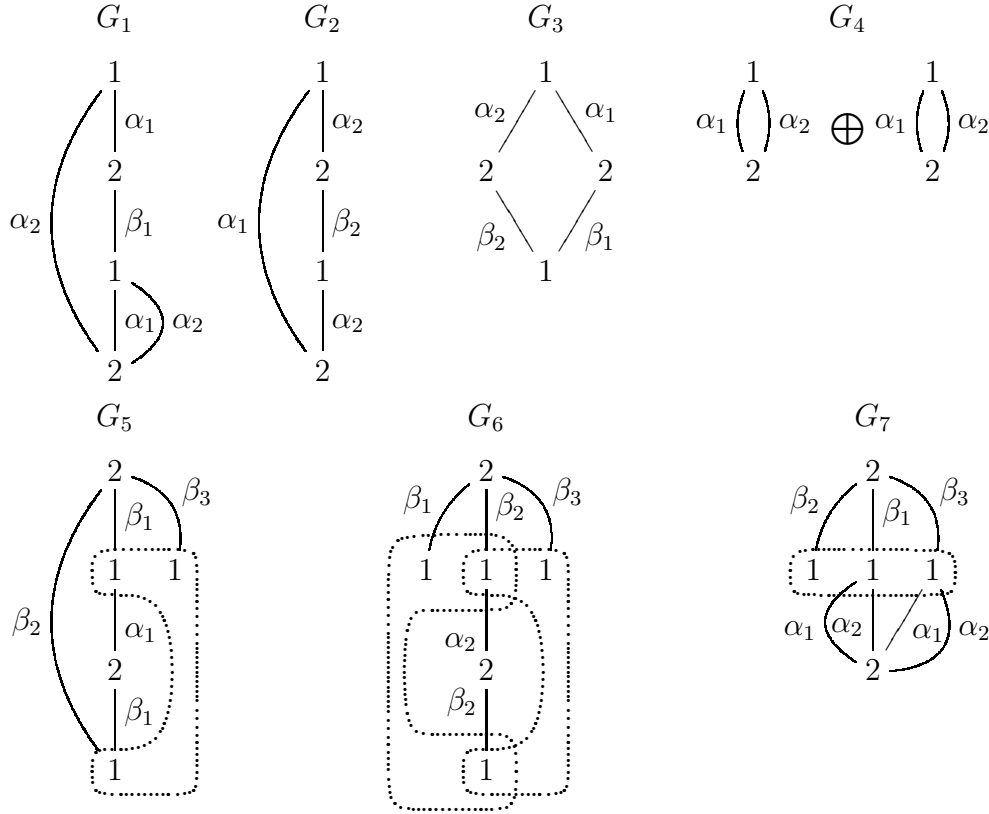 G₁ G₂ G₃ G₄
1 1 1 1 1
α₁ α₂ α₂ α₁ α₁ α₂ ⊕ α₁ α₂
2 2 2 2 2 2
α₂ β₁ α₁ β₂ β₂ β₁
1 1 1
α₁ α₂ α₂
2 2
G₅ G₆ G₇
2 2 2
β₁ β₃ β₁ β₂ β₃ β₂ β₁ β₃
1 1 1 1 1 1 1 1
β₂ α₁ α₂ α₁ α₂ α₁ α₂
2 2 2
β₁ β₂
1 1